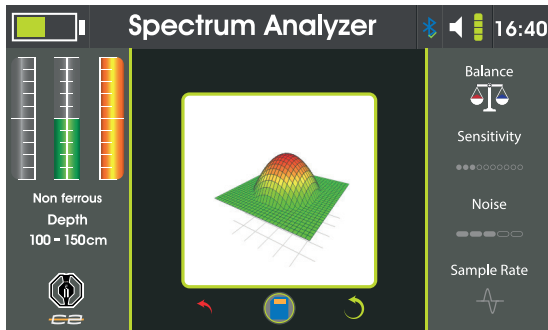 Spectrum Analyzer
16:40
Non ferrous
Depth
100 - 150cm
Balance
Sensitivity
Noise
Sample Rate